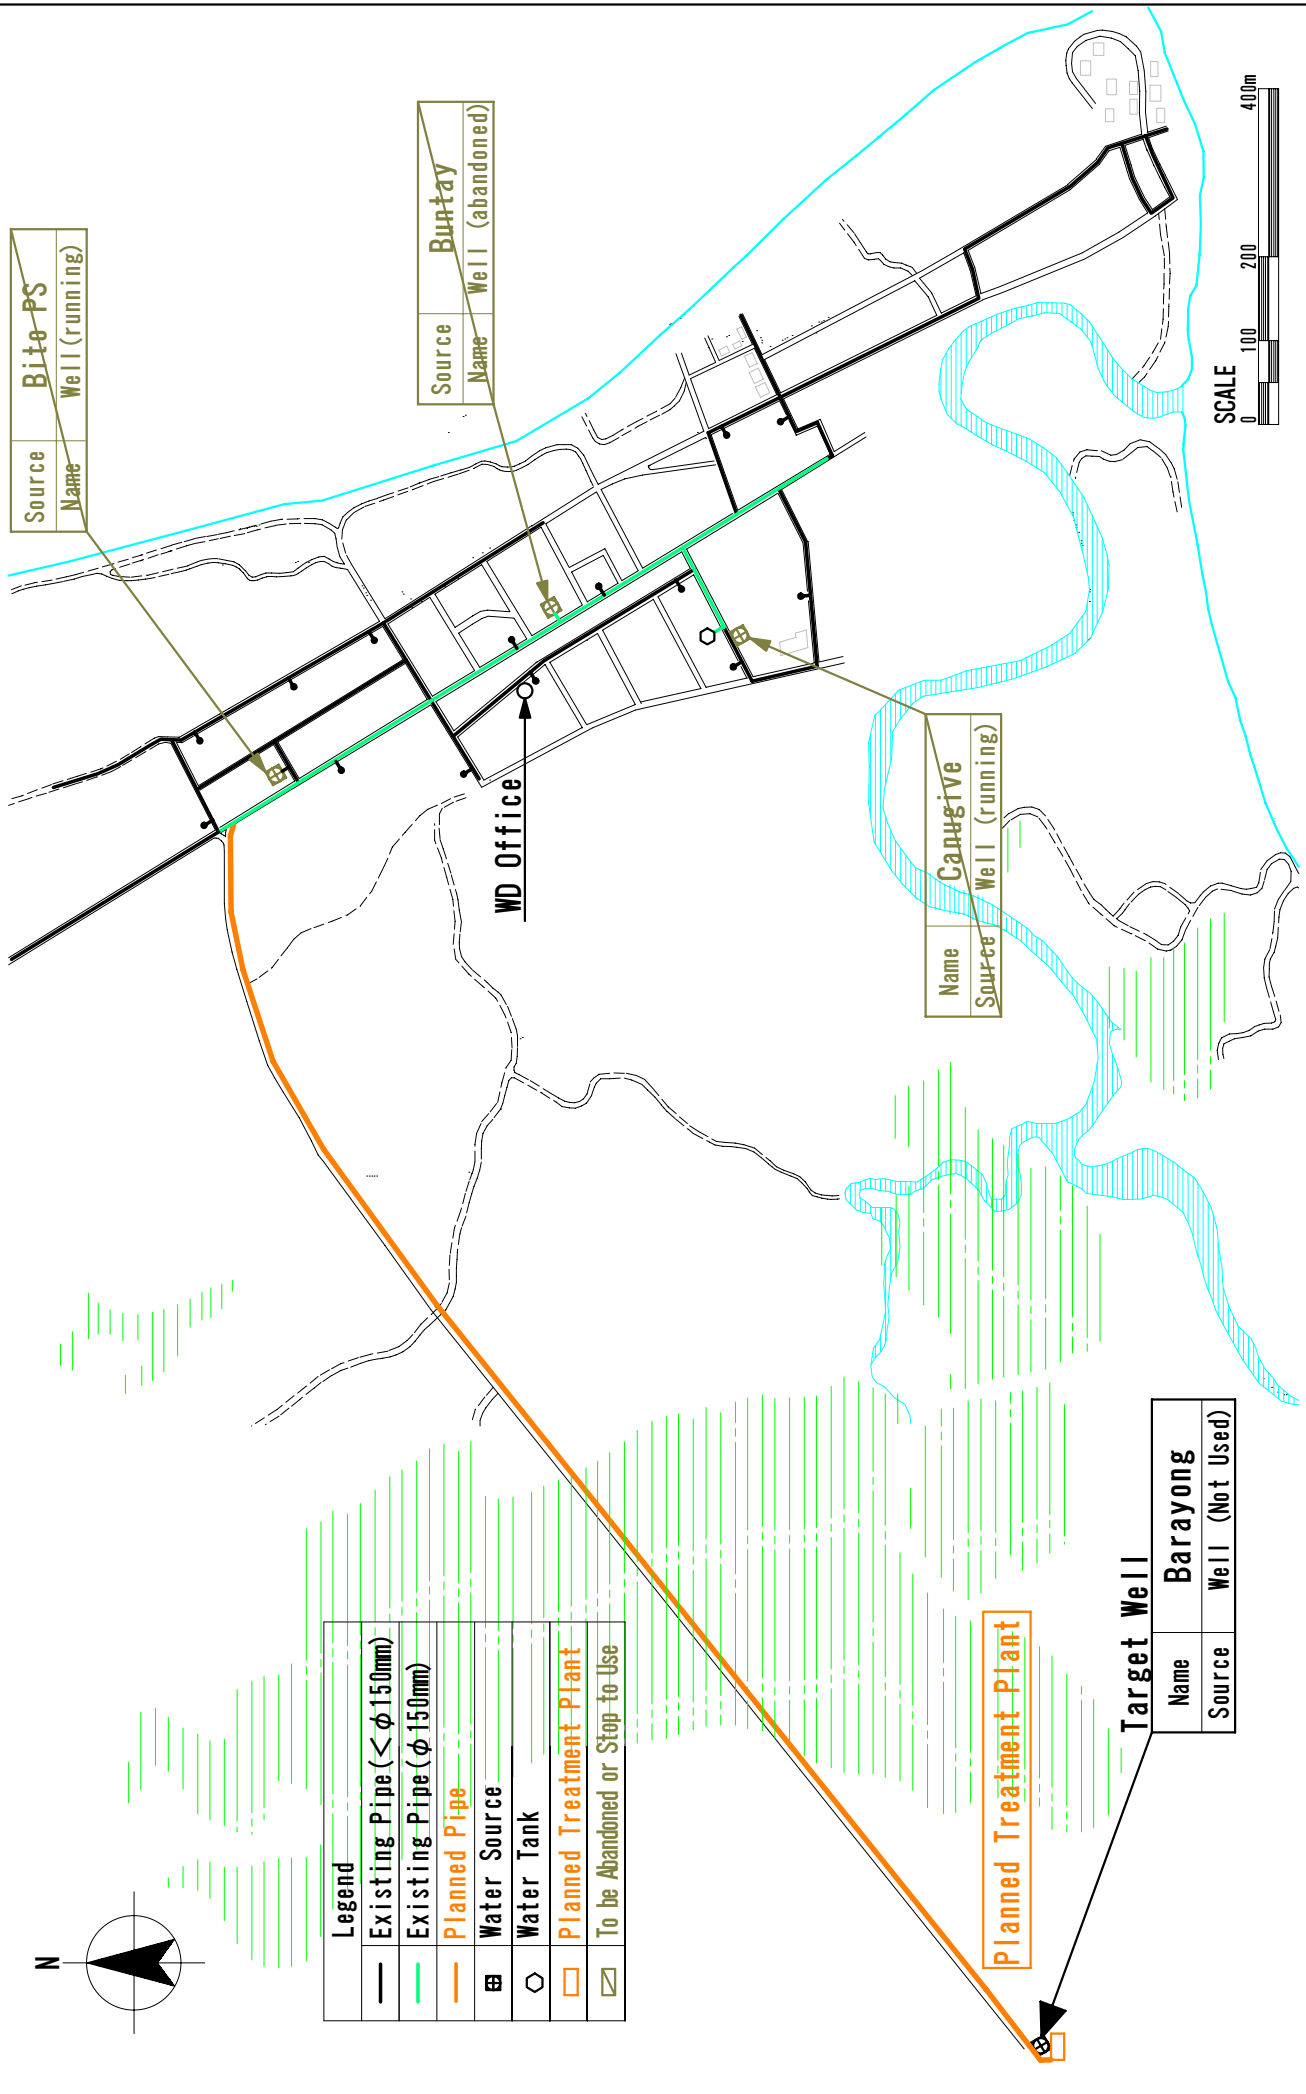 Source Bito PS
Name Well(running)
Source Buntay
Name Well (abandoned)
SCALE
0 100 200 400m
WD Office
Name Canugive
Source Well (running)
Target Well
Name Barayong
Source Well (Not Used)
Planned Treatment Plant
N
Legend
Existing Pipe(<φ150mm)
Existing Pipe(φ150mm)
Planned Pipe
Water Source
Water Tank
Planned Treatment Plant
To be Abandoned or Stop to Use